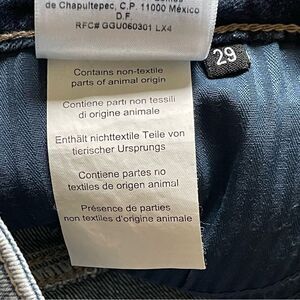 de Chapultepec, C.P. 11000 México
D.F.
RFC# GGU050301 LX4
29
Contains non-textile
parts of animal origin
Contiene parti non tessili
di origine animale
Enthält nichttextile Teile von
tierischer Ursprungs
Contiene partes no
textiles de origen animal
Présence de parties
non textiles d'origine animale